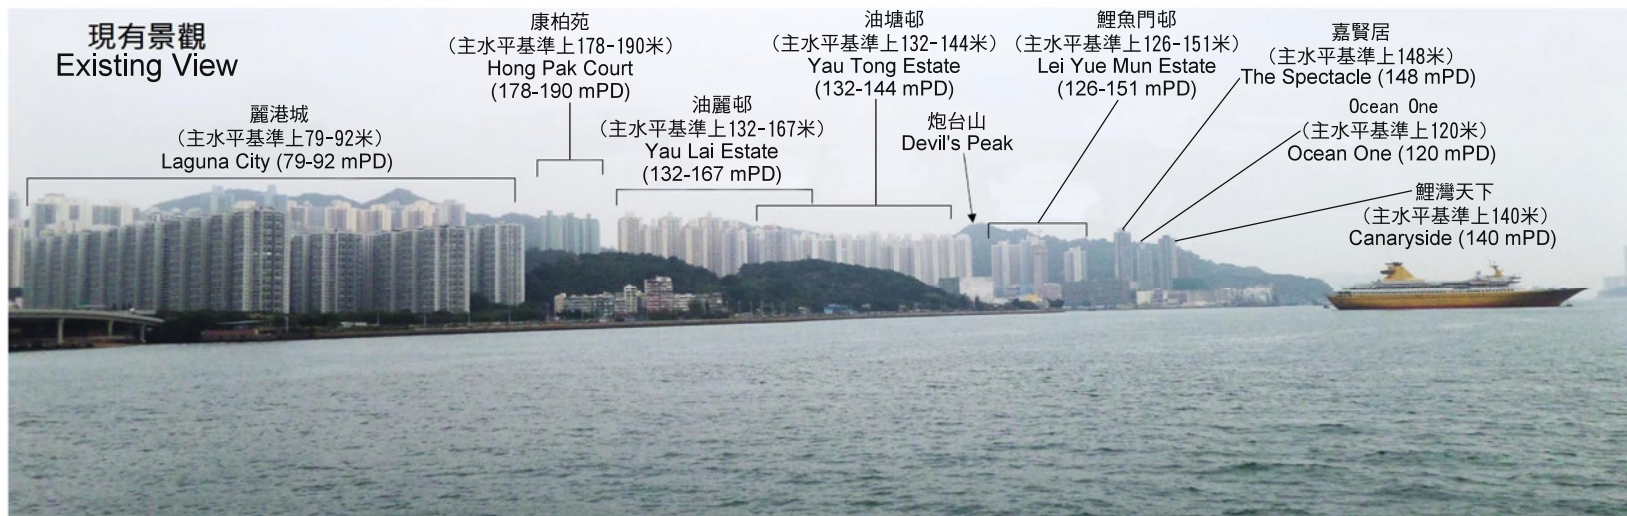 現有景觀
Existing View
麗港城
（主水平基準上79-92米）
Laguna City (79-92 mPD)
康柏苑
（主水平基準上178-190米）
Hong Pak Court
(178-190 mPD)
油麗邨
（主水平基準上132-167米）
Yau Lai Estate
(132-167 mPD)
油塘邨
（主水平基準上132-144米）
Yau Tong Estate
(132-144 mPD)
炮台山
Devil's Peak
鯉魚門邨
（主水平基準上126-151米）
Lei Yue Mun Estate
(126-151 mPD)
嘉賢居
（主水平基準上148米）
The Spectacle (148 mPD)
Ocean One
（主水平基準上120米）
Ocean One (120 mPD)
鯉灣天下
（主水平基準上140米）
Canaryside (140 mPD)